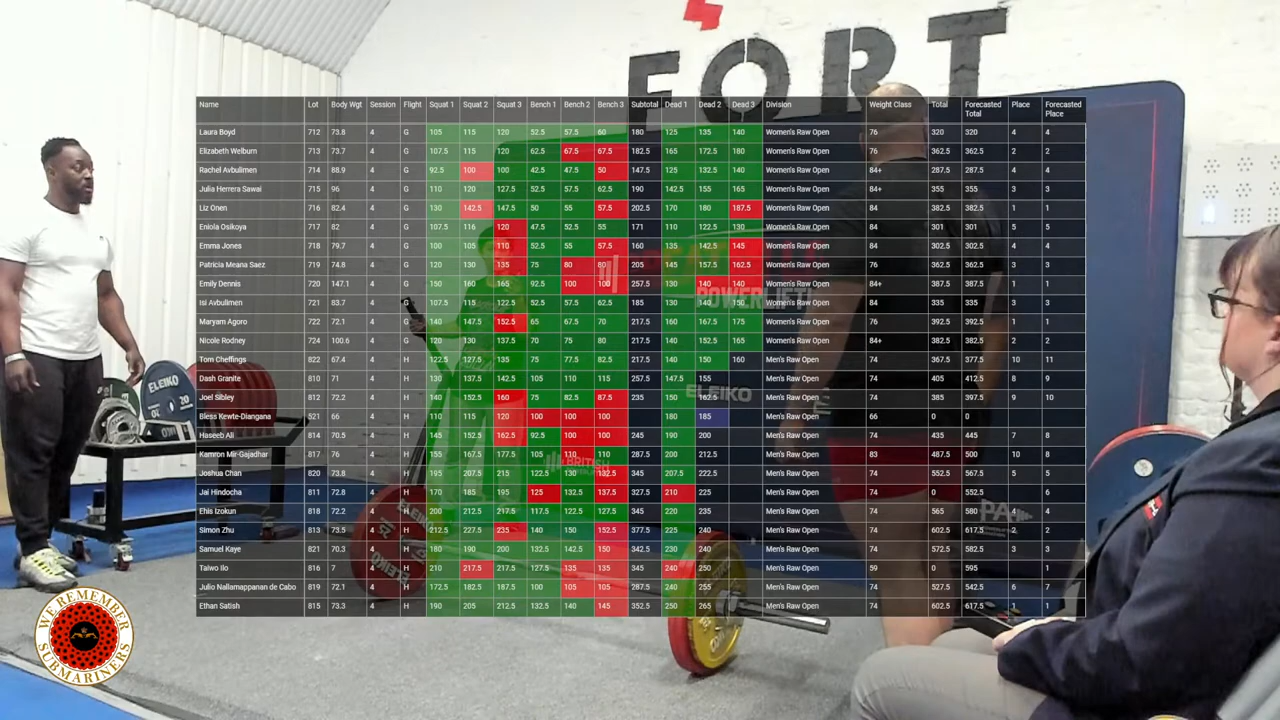 FORT
Name Lot Body Wgt Session Flight Squat 1 Squat 2 Squat 3 Bench 1 Bench 2 Bench 3 Subtotal Dead 1 Dead 2 Dead 3 Division Weight Class Total Forecasted Total Place Forecasted Place
Laura Boyd 712 73.8 4 G 105 115 120 52.5 57.5 60 180 125 135 140 Women's Raw Open 76 320 320 4 4
Elizabeth Welburn 713 73.7 4 G 107.5 115 120 62.5 67.5 67.5 182.5 165 172.5 180 Women's Raw Open 76 362.5 362.5 2 2
Rachel Avbulimen 714 88.9 4 G 92.5 100 100 42.5 47.5 50 147.5 125 132.5 140 Women's Raw Open 84+ 287.5 287.5 4 4
Julia Herrera Sawai 715 96 4 G 110 120 127.5 57.5 62.5 62.5 190 142.5 155 165 Women's Raw Open 84+ 355 355 3 3
Liz Onen 716 82.4 4 G 130 142.5 147.5 50 55 57.5 202.5 170 180 187.5 Women's Raw Open 84 382.5 382.5 1 1
Eniola Osikoya 717 82 4 G 107.5 116 120 47.5 52.5 55 171 110 122.5 130 Women's Raw Open 84 301 301 5 5
Emma Jones 718 79.7 4 G 100 105 110 52.5 55 57.5 160 135 142.5 145 Women's Raw Open 84 302.5 302.5 4 4
Patricia Meana Saez 719 74.8 4 G 120 130 135 75 80 80 205 145 157.5 162.5 Women's Raw Open 76 362.5 362.5 3 3
Emily Dennis 720 147.1 4 G 150 160 165 92.5 100 100 257.5 130 140 140 Women's Raw Open 84+ 387.5 387.5 1 1
Isi Avbulimen 721 83.7 4 G 107.5 115 122.5 52.5 57.5 62.5 185 130 140 150 Women's Raw Open 84 335 335 3 3
Maryam Agoro 722 72.1 4 G 140 147.5 152.5 65 67.5 70 217.5 160 167.5 175 Women's Raw Open 76 392.5 392.5 1 1
Nicole Rodney 724 100.6 4 G 120 130 137.5 70 75 80 217.5 140 152.5 165 Women's Raw Open 84+ 382.5 382.5 2 2
Tom Cheffings 822 67.4 4 H 122.5 127.5 135 75 77.5 82.5 217.5 140 150 160 Men's Raw Open 74 367.5 377.5 10 11
Dash Granite 810 71 4 H 130 137.5 142.5 105 110 115 257.5 147.5 155 Men's Raw Open 74 405 412.5 8 9
Joel Sibley 812 72.2 4 H 140 152.5 160 75 82.5 87.5 235 150 162.5 Men's Raw Open 74 385 397.5 9 10
Bless Kewte-Diangana 521 66 4 H 110 115 120 100 100 100 180 185 Men's Raw Open 66 0 0
Haseeb Ali 814 70.5 4 H 145 152.5 162.5 92.5 100 100 245 190 200 Men's Raw Open 74 435 445 7 8
Kamron Mir-Gajadhar 817 76 4 H 155 167.5 177.5 105 110 110 287.5 200 212.5 Men's Raw Open 83 487.5 500 10 8
Joshua Chan 820 73.8 4 H 195 207.5 215 122.5 130 132.5 345 207.5 222.5 Men's Raw Open 74 552.5 567.5 5 5
Jai Hindocha 811 72.8 4 H 170 185 195 125 132.5 137.5 327.5 210 225 Men's Raw Open 74 0 552.5 6
Ehis Izokun 818 72.2 4 H 200 212.5 217.5 117.5 122.5 127.5 345 220 235 Men's Raw Open 74 565 580 4 4
Simon Zhu 813 73.5 4 H 212.5 227.5 235 140 150 152.5 377.5 225 240 Men's Raw Open 74 602.5 617.5 2 2
Samuel Kaye 821 70.3 4 H 180 190 200 132.5 142.5 150 342.5 230 240 Men's Raw Open 74 572.5 582.5 3 3
Taiwo Ilo 816 7 4 H 210 217.5 217.5 127.5 135 135 345 240 250 Men's Raw Open 59 0 595 1
Julio Nallamappanan de Cabo 819 72.1 4 H 172.5 182.5 187.5 100 105 105 287.5 240 255 Men's Raw Open 74 527.5 542.5 6 7
Ethan Satish 815 73.3 4 H 190 205 212.5 132.5 140 145 352.5 250 265 Men's Raw Open 74 602.5 617.5 1 1
POWERLIFTI
ELEIKO
BRITISH
PA
ELEIKO
20
WE REMEMBER
SUBMARINERS